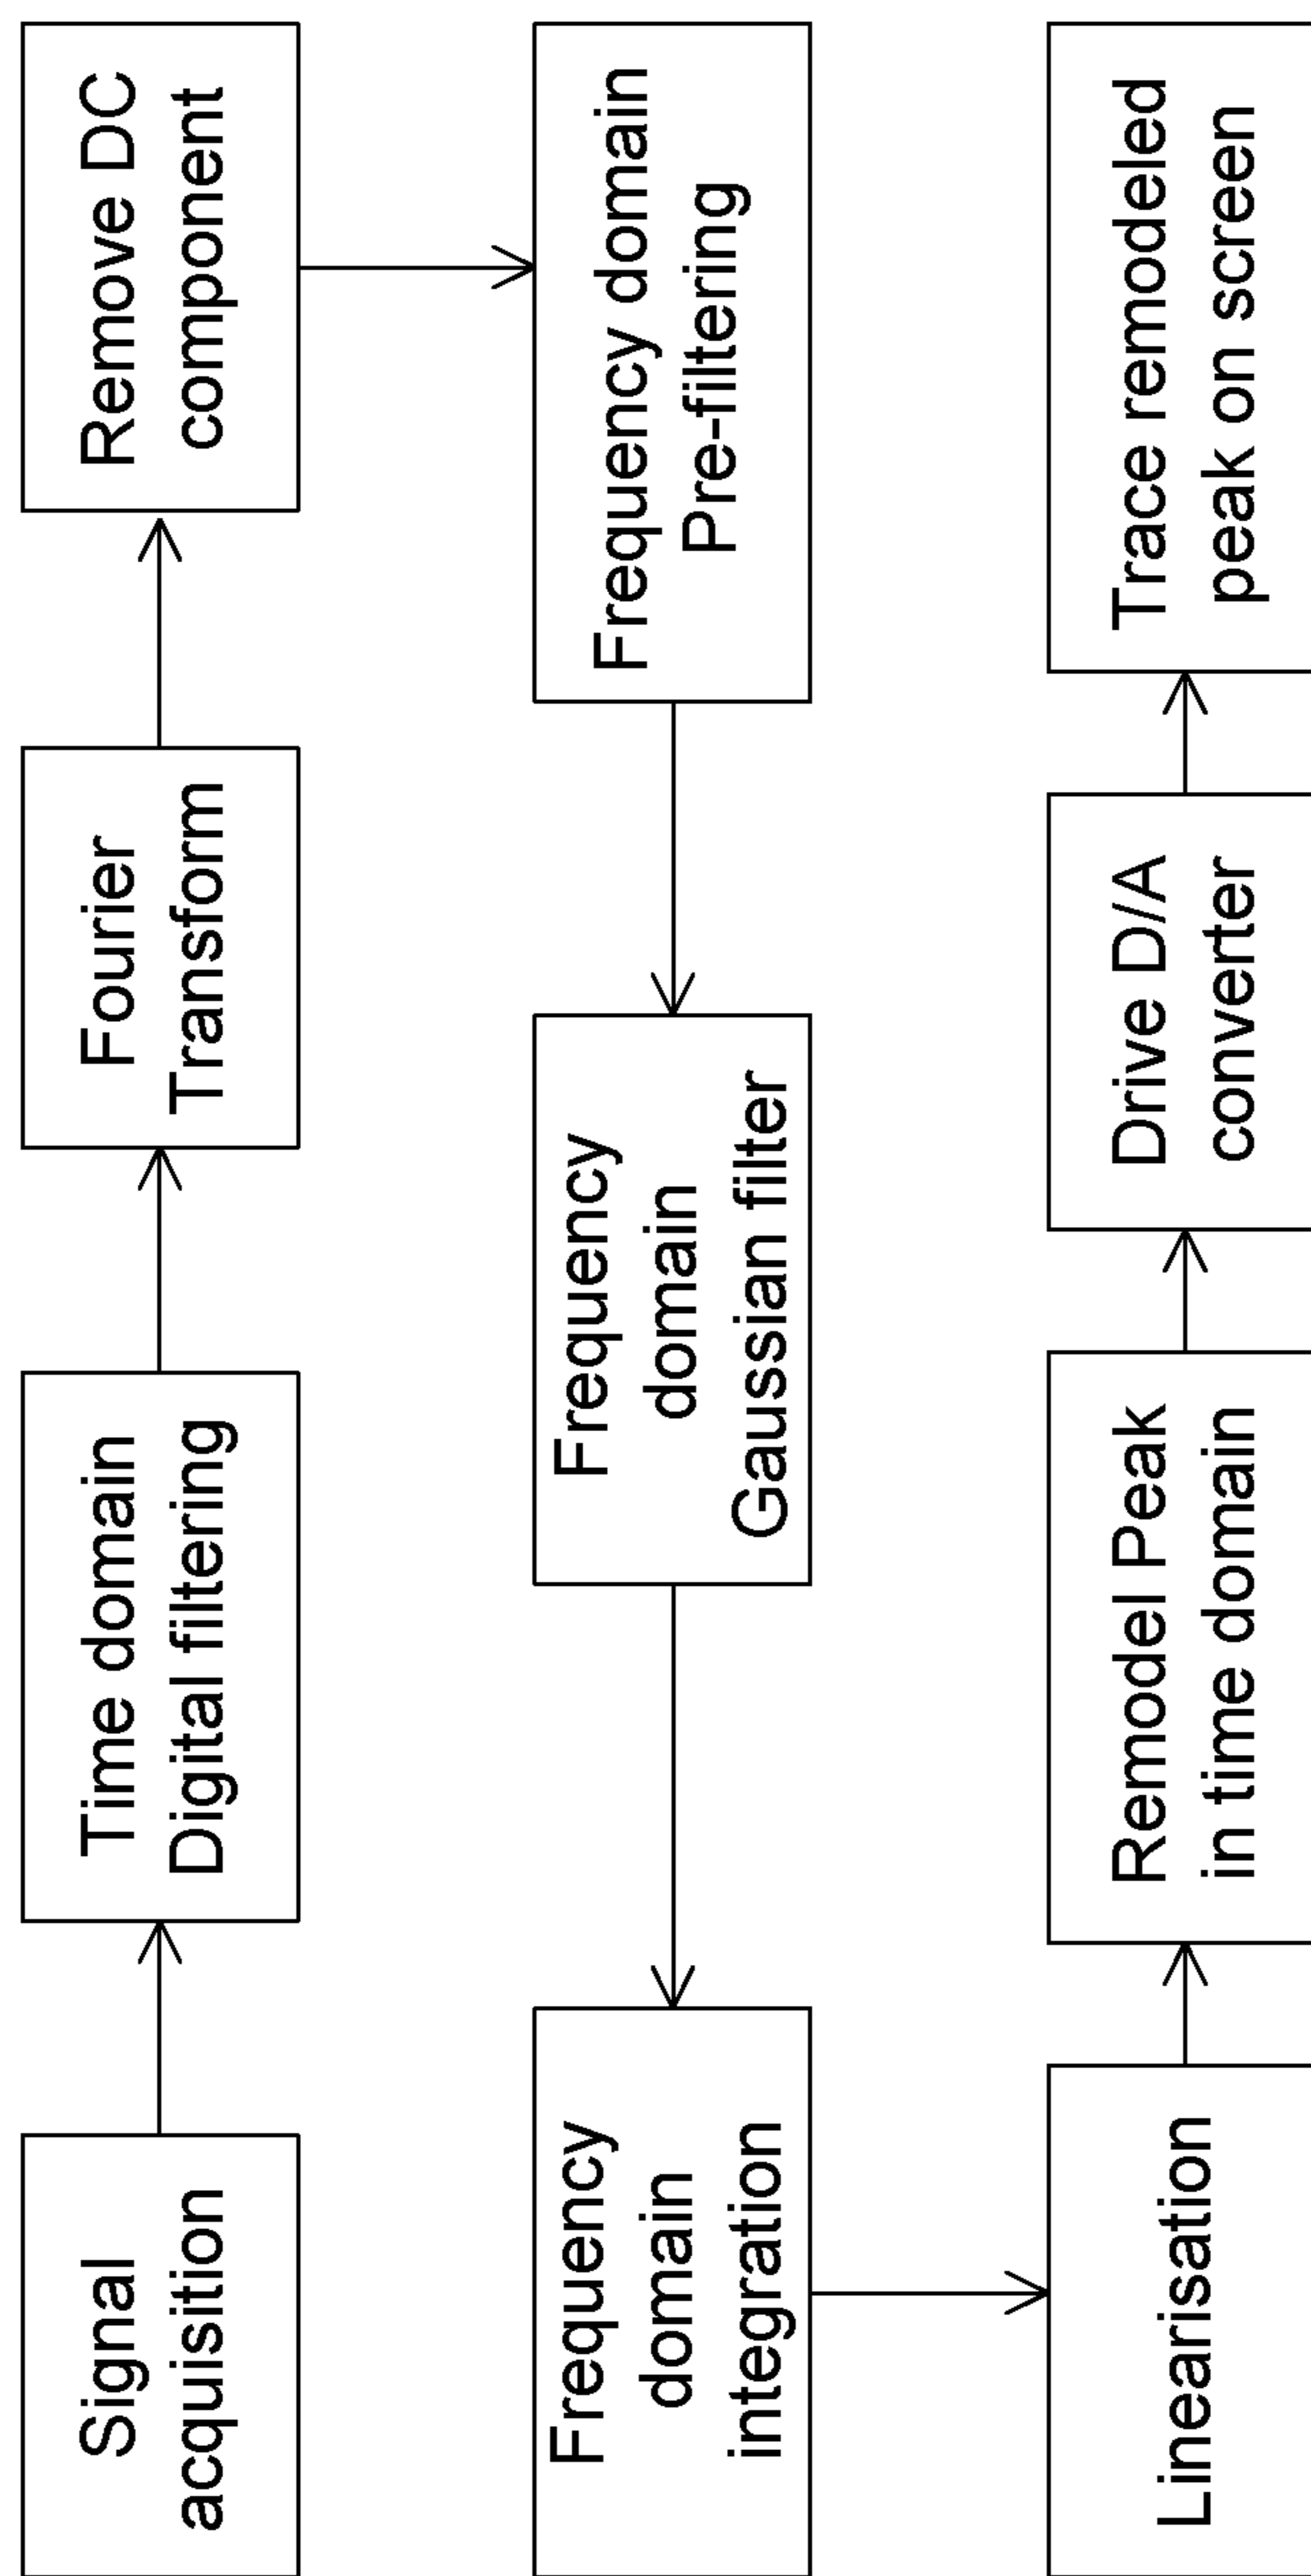 Signal
acquisition
Time domain
Digital filtering
Fourier
Transform
Remove DC
component
Frequency domain
Pre-filtering
Frequency
domain
Gaussian filter
Frequency
domain
integration
Linearisation
Remodel Peak
in time domain
Drive D/A
converter
Trace remodeled
peak on screen